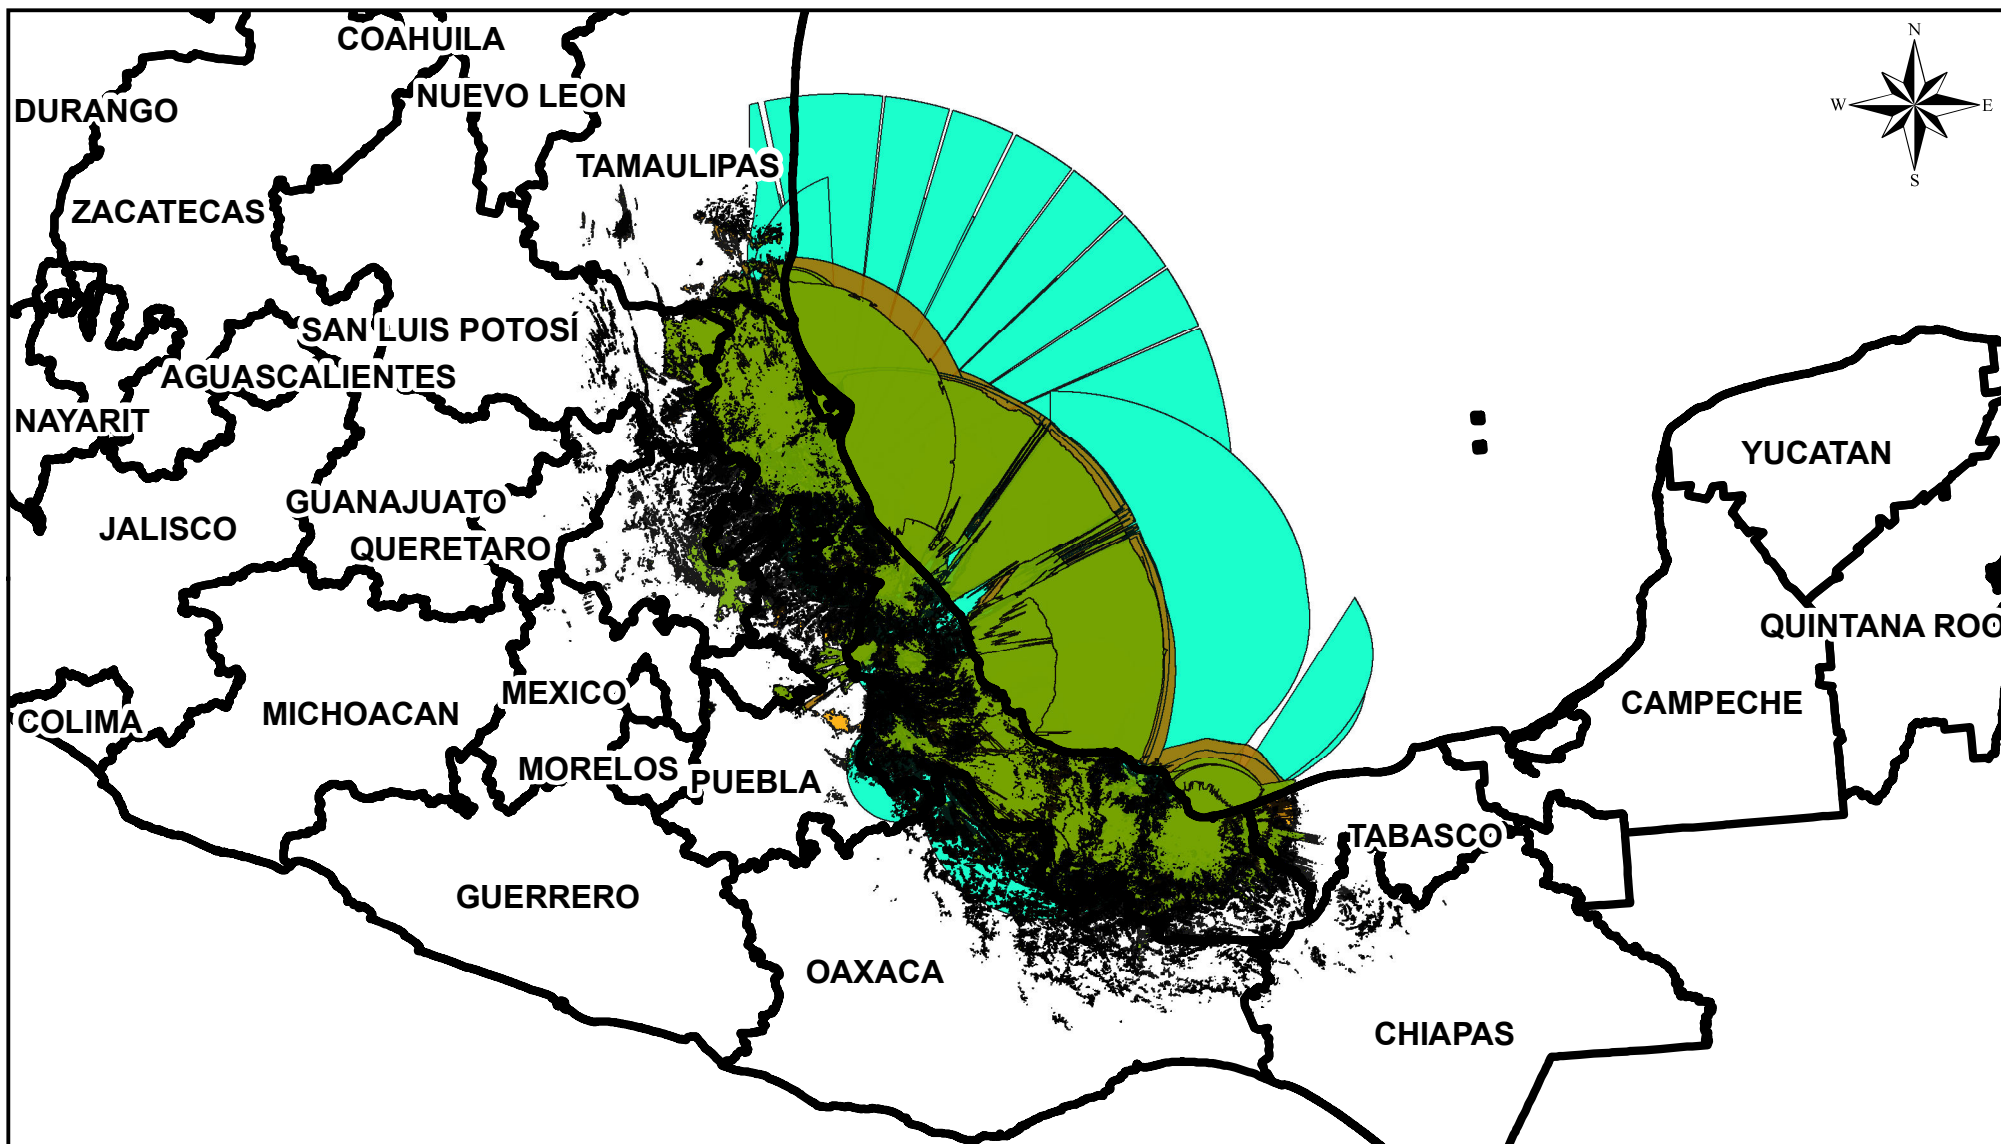 COAHUILA
N
NUEVO LEON
DURANGO
W
E
TAMAULIPAS
S
ZACATECAS
SAN LUIS POTOSÍ
AGUASCALIENTES
NAYARIT
YUCATAN
GUANAJUATO
JALISCO
QUERETARO
QUINTANA ROO
MEXICO
CAMPECHE
COLIMA
MICHOACAN
MORELOS
PUEBLA
TABASCO
GUERRERO
OAXACA
CHIAPAS